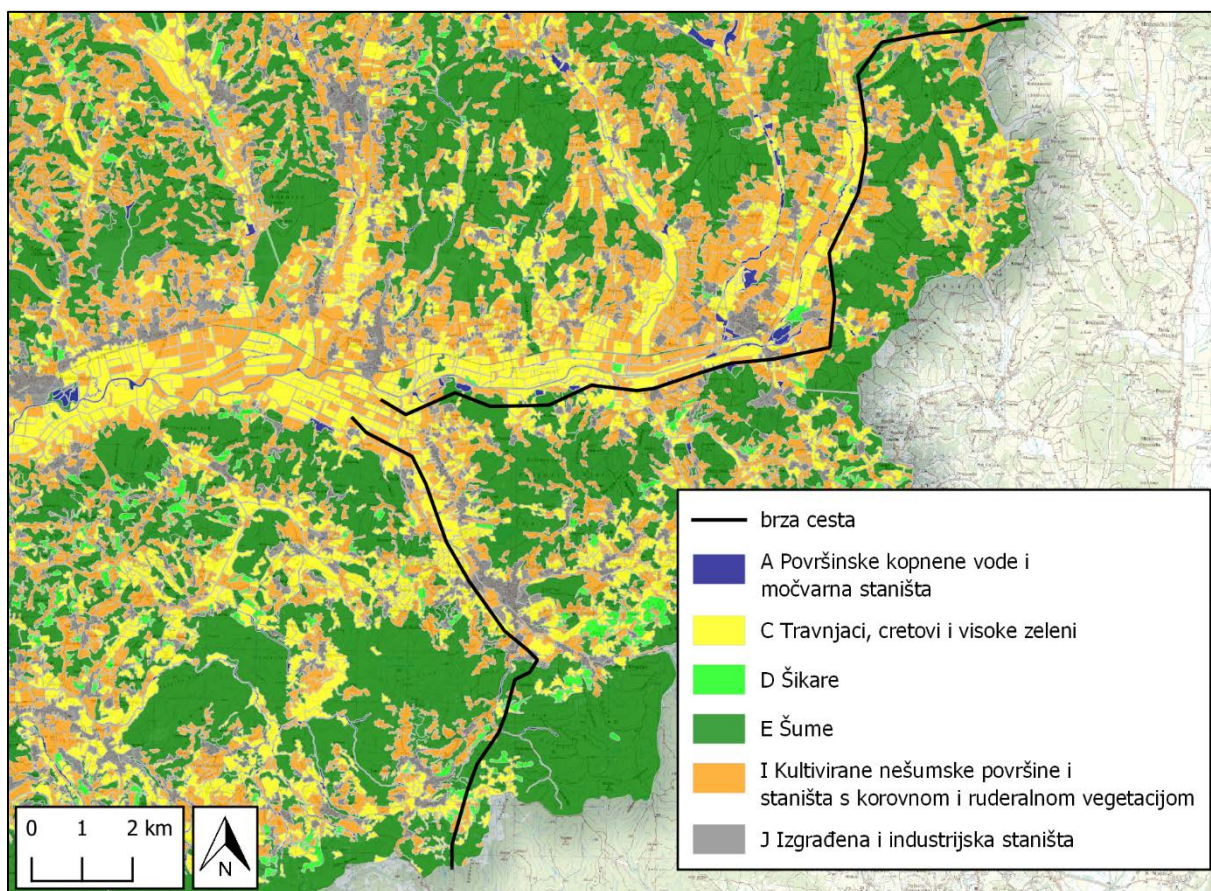 brza cesta
A Površinske kopnene vode i
močvarna staništa
C Travnjaci, cretovi i visoke zeleni
D Šikare
E Šume
I Kultivirane nešumske površine i
staništa s korovnom i ruderalnom vegetacijom
J Izgrađena i industrijska staništa
0 1 2 km
N